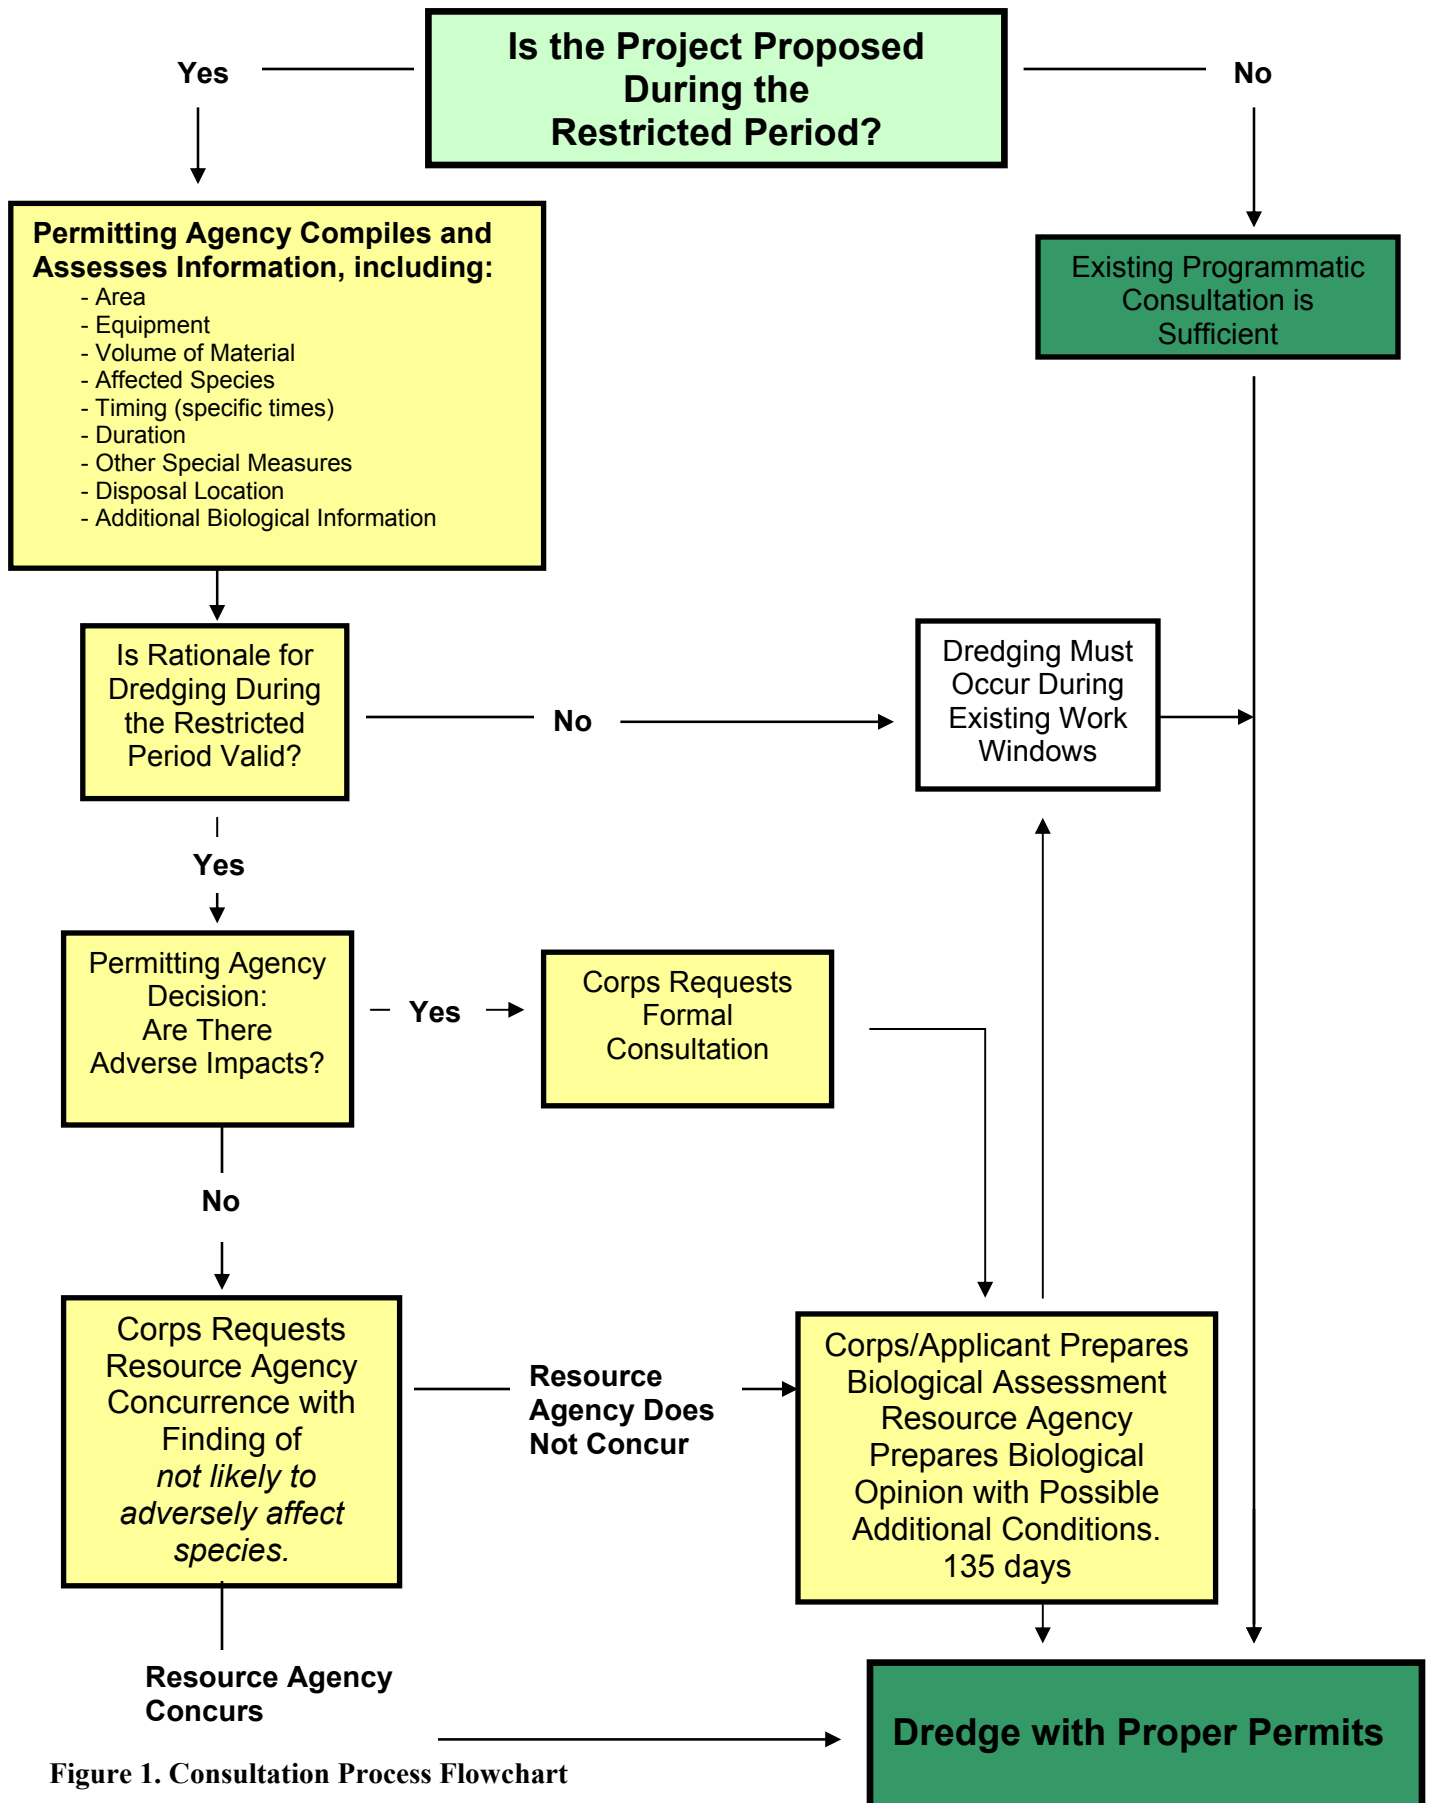 Is the Project Proposed
During the
Restricted Period?
Yes
No
Permitting Agency Compiles and
Assesses Information, including:
- Area
- Equipment
- Volume of Material
- Affected Species
- Timing (specific times)
- Duration
- Other Special Measures
- Disposal Location
- Additional Biological Information
Existing Programmatic
Consultation is
Sufficient
Is Rationale for
Dredging During
the Restricted
Period Valid?
No
Dredging Must
Occur During
Existing Work
Windows
Yes
Permitting Agency
Decision:
Are There
Adverse Impacts?
Yes
Corps Requests
Formal
Consultation
No
Corps Requests
Resource Agency
Concurrence with
Finding of
not likely to
adversely affect
species.
Resource
Agency Does
Not Concur
Corps/Applicant Prepares
Biological Assessment
Resource Agency
Prepares Biological
Opinion with Possible
Additional Conditions.
135 days
Resource Agency
Concurs
Dredge with Proper Permits
Figure 1. Consultation Process Flowchart